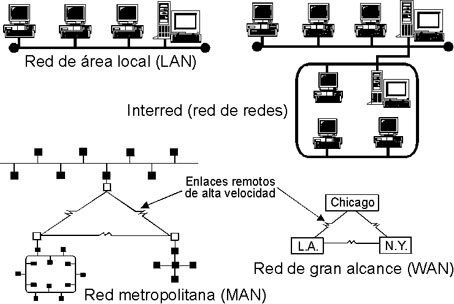 Red de área local (LAN)
Interred (red de redes)
Enlaces remotos
de alta velocidad
Chicago
L.A.
N.Y.
Red de gran alcance (WAN)
Red metropolitana (MAN)